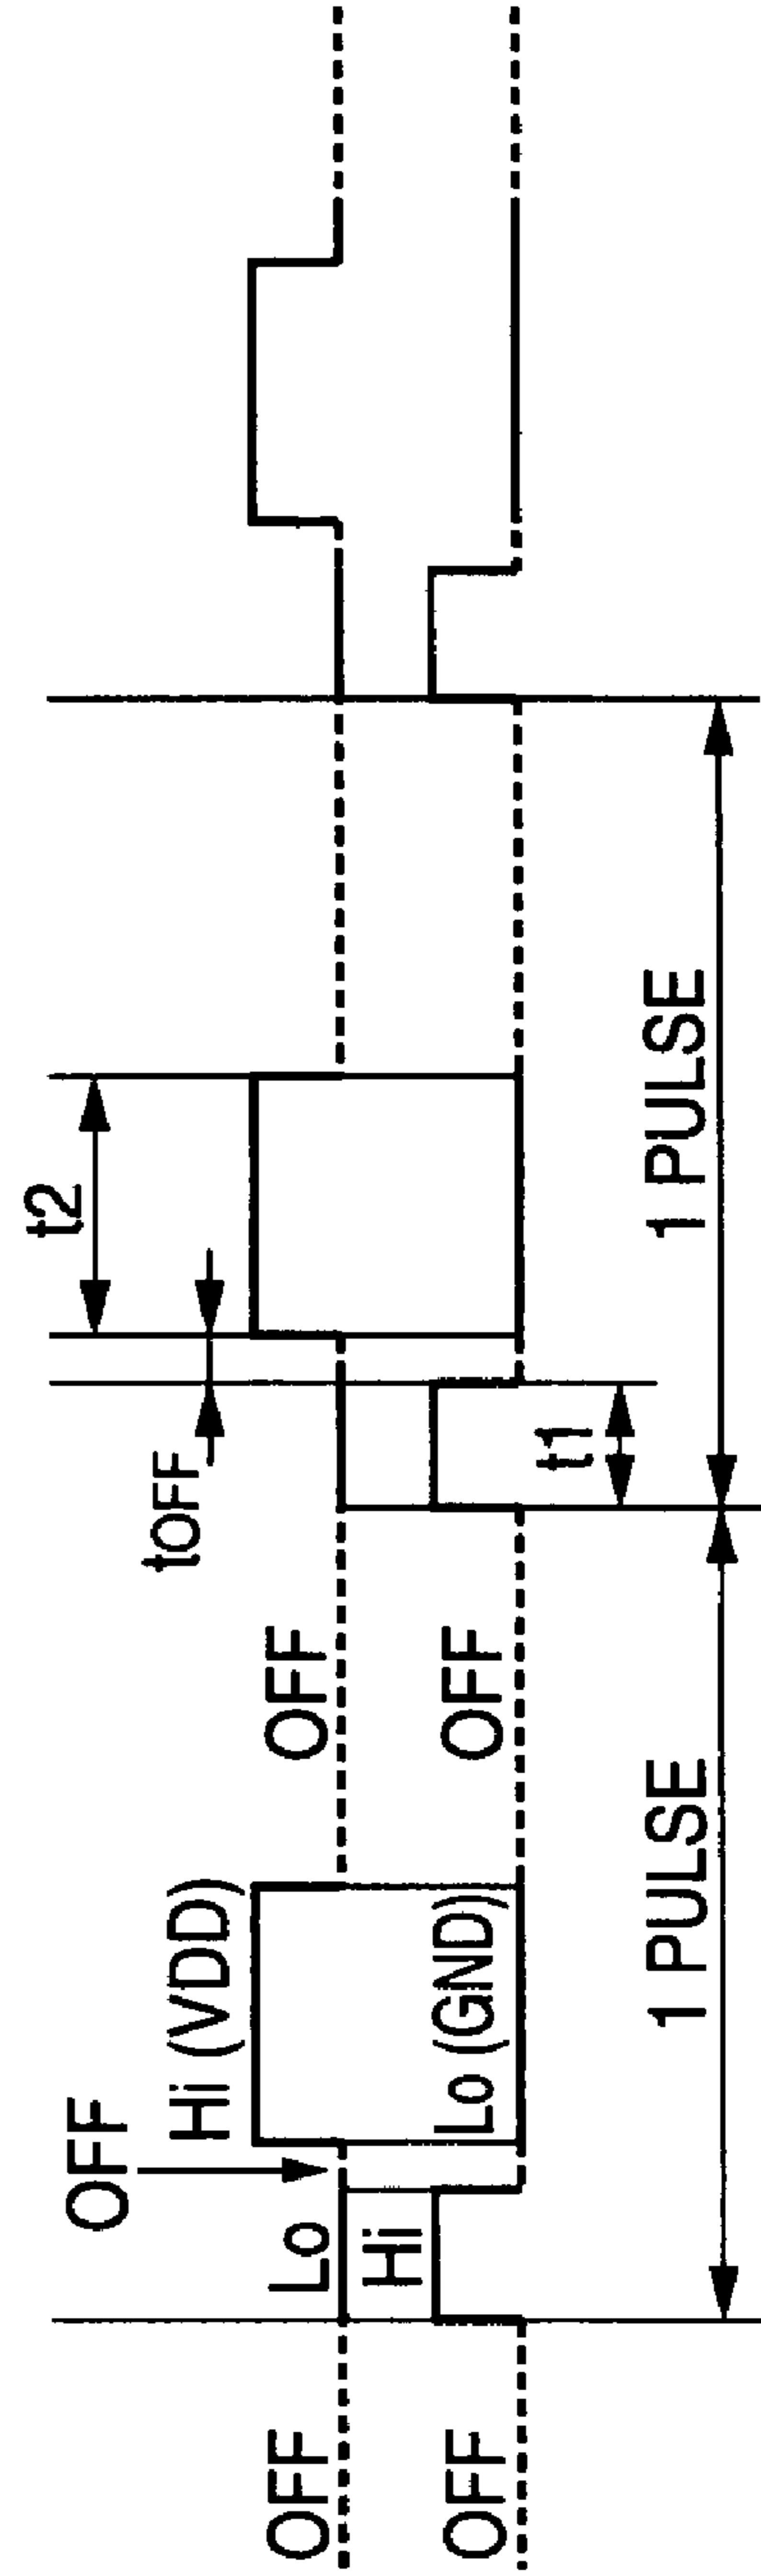 OFF
t2
Hi (VDD)
tOFF
OFF
Lo
OFF
Hi
Lo (GND)
OFF
OFF
t1
1 PULSE
1 PULSE